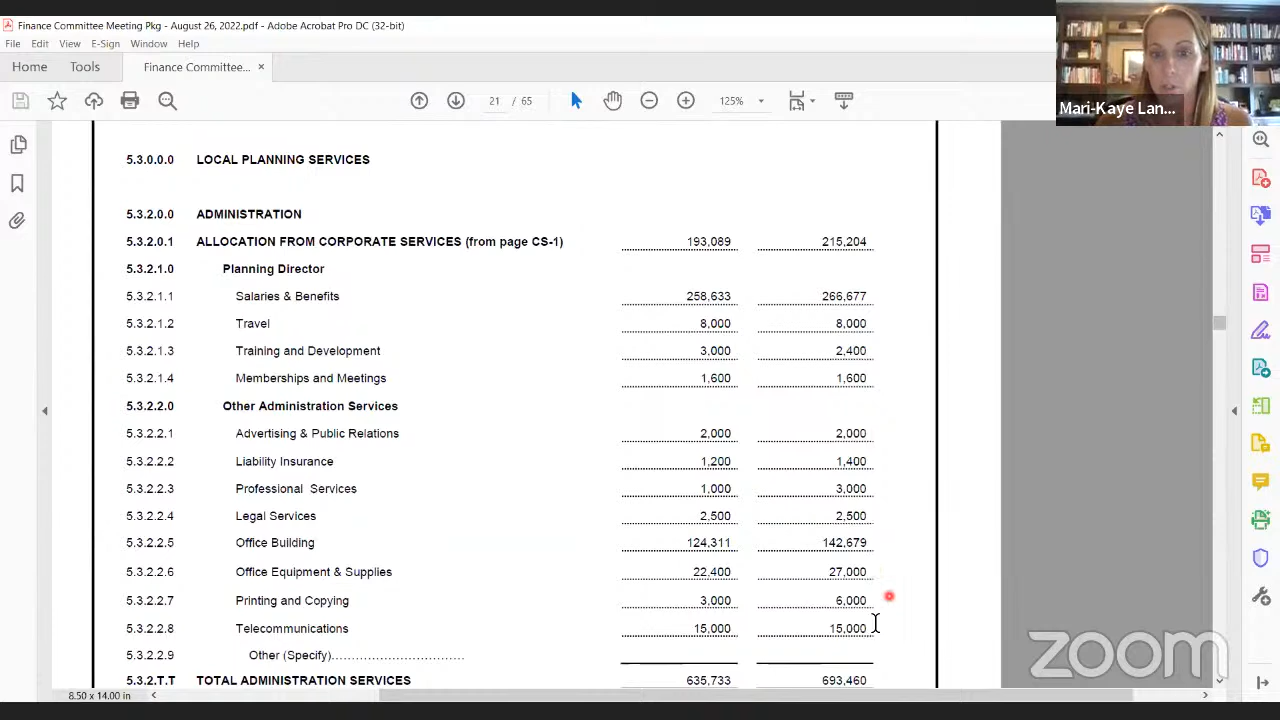 Finance Committee Meeting Pkg - August 26, 2022.pdf - Adobe Acrobat Pro DC (32-bit)
File Edit View E-Sign Window Help
Home Tools Finance Committee... ×
21 / 65 125%
Mari-Kaye Lan...
5.3.0.0.0 LOCAL PLANNING SERVICES
5.3.2.0.0 ADMINISTRATION
5.3.2.0.1 ALLOCATION FROM CORPORATE SERVICES (from page CS-1) 193,089 215,204
5.3.2.1.0 Planning Director
5.3.2.1.1 Salaries & Benefits 258,633 266,677
5.3.2.1.2 Travel 8,000 8,000
5.3.2.1.3 Training and Development 3,000 2,400
5.3.2.1.4 Memberships and Meetings 1,600 1,600
5.3.2.2.0 Other Administration Services
5.3.2.2.1 Advertising & Public Relations 2,000 2,000
5.3.2.2.2 Liability Insurance 1,200 1,400
5.3.2.2.3 Professional Services 1,000 3,000
5.3.2.2.4 Legal Services 2,500 2,500
5.3.2.2.5 Office Building 124,311 142,679
5.3.2.2.6 Office Equipment & Supplies 22,400 27,000
5.3.2.2.7 Printing and Copying 3,000 6,000
5.3.2.2.8 Telecommunications 15,000 15,000
5.3.2.2.9 Other (Specify)................................
5.3.2.T.T TOTAL ADMINISTRATION SERVICES 635,733 693,460
8.50 x 14.00 in
zoom